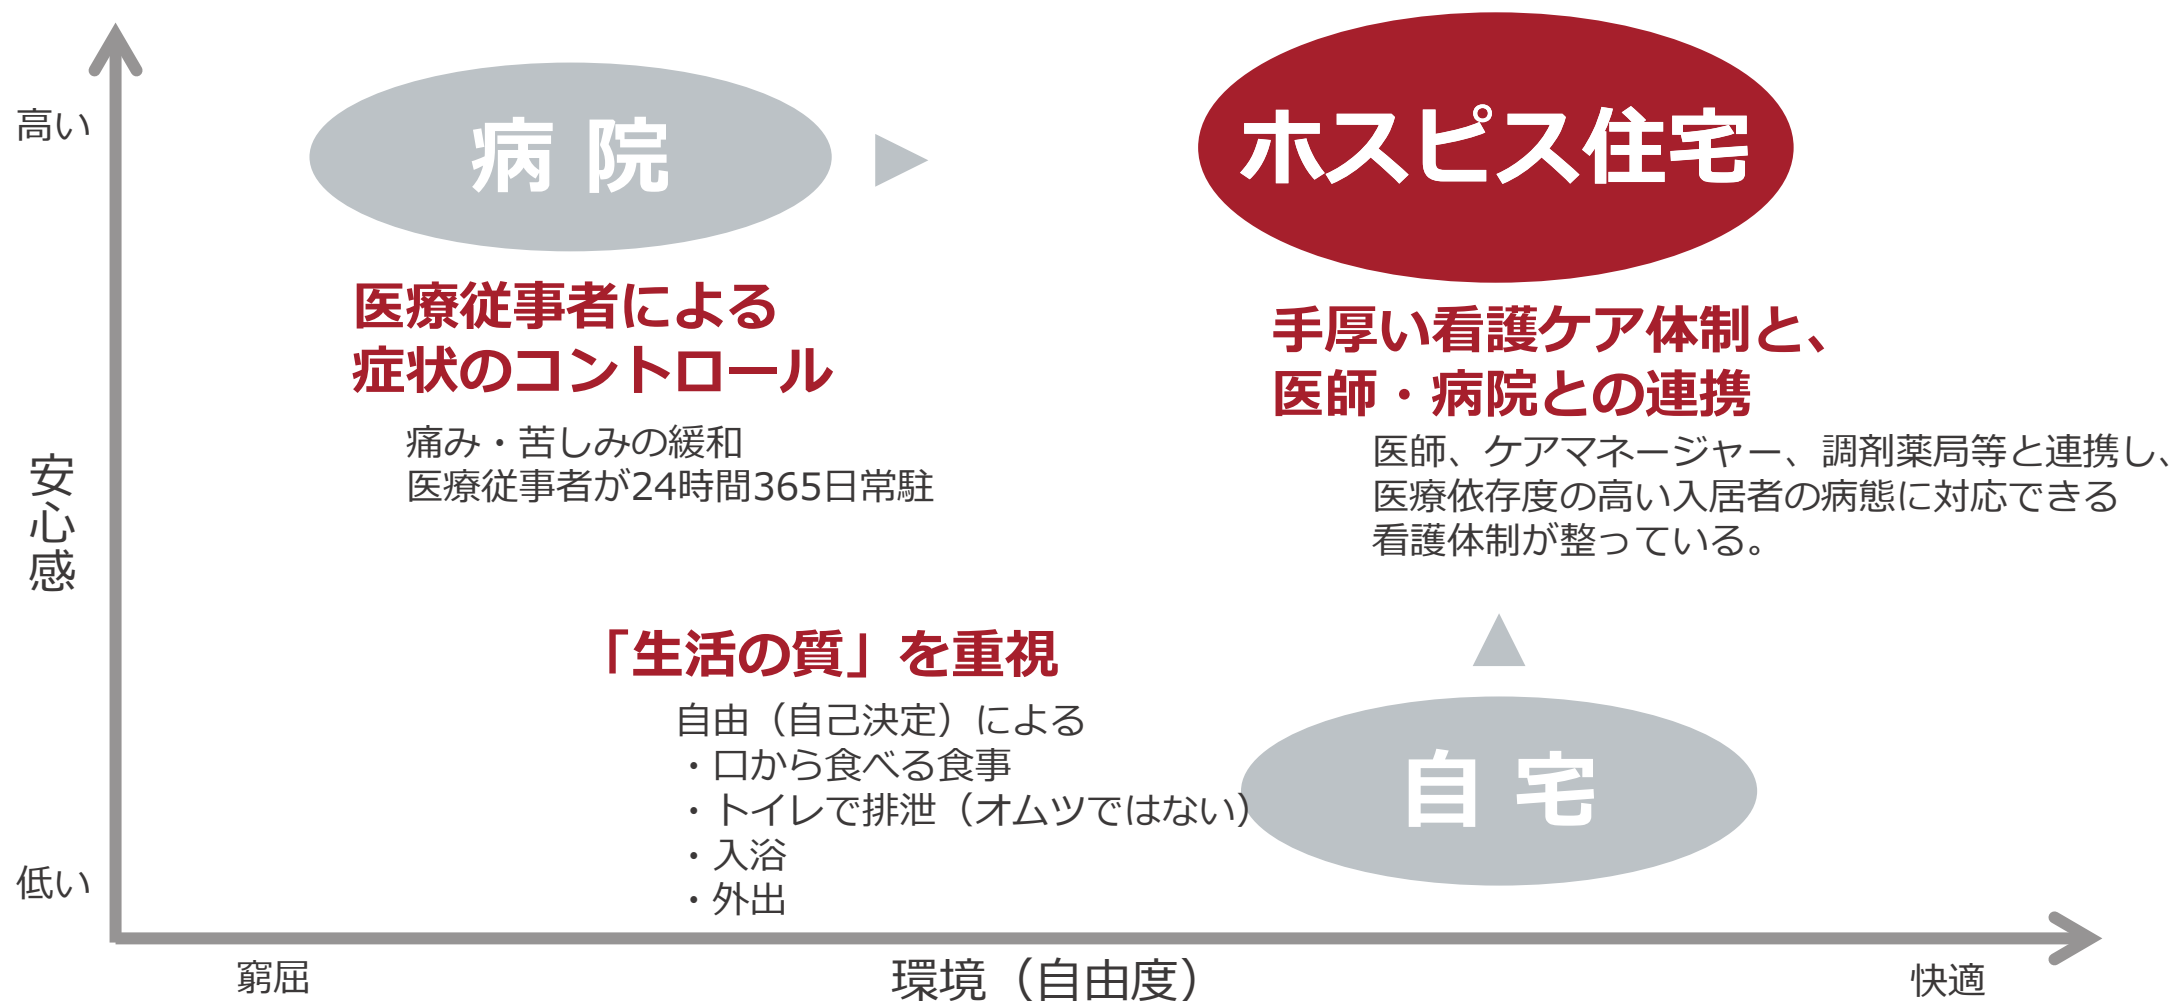 高い
病 院
ホスピス住宅
医療従事者による
症状のコントロール
痛み・苦しみの緩和
医療従事者が24時間365日常駐
手厚い看護ケア体制と、
医師・病院との連携
医師、ケアマネージャー、調剤薬局等と連携し、
医療依存度の高い入居者の病態に対応できる
看護体制が整っている。
安心感
「生活の質」を重視
自由（自己決定）による
・口から食べる食事
・トイレで排泄（オムツではない）
・入浴
・外出
自 宅
低い
窮屈
環境（自由度）
快適